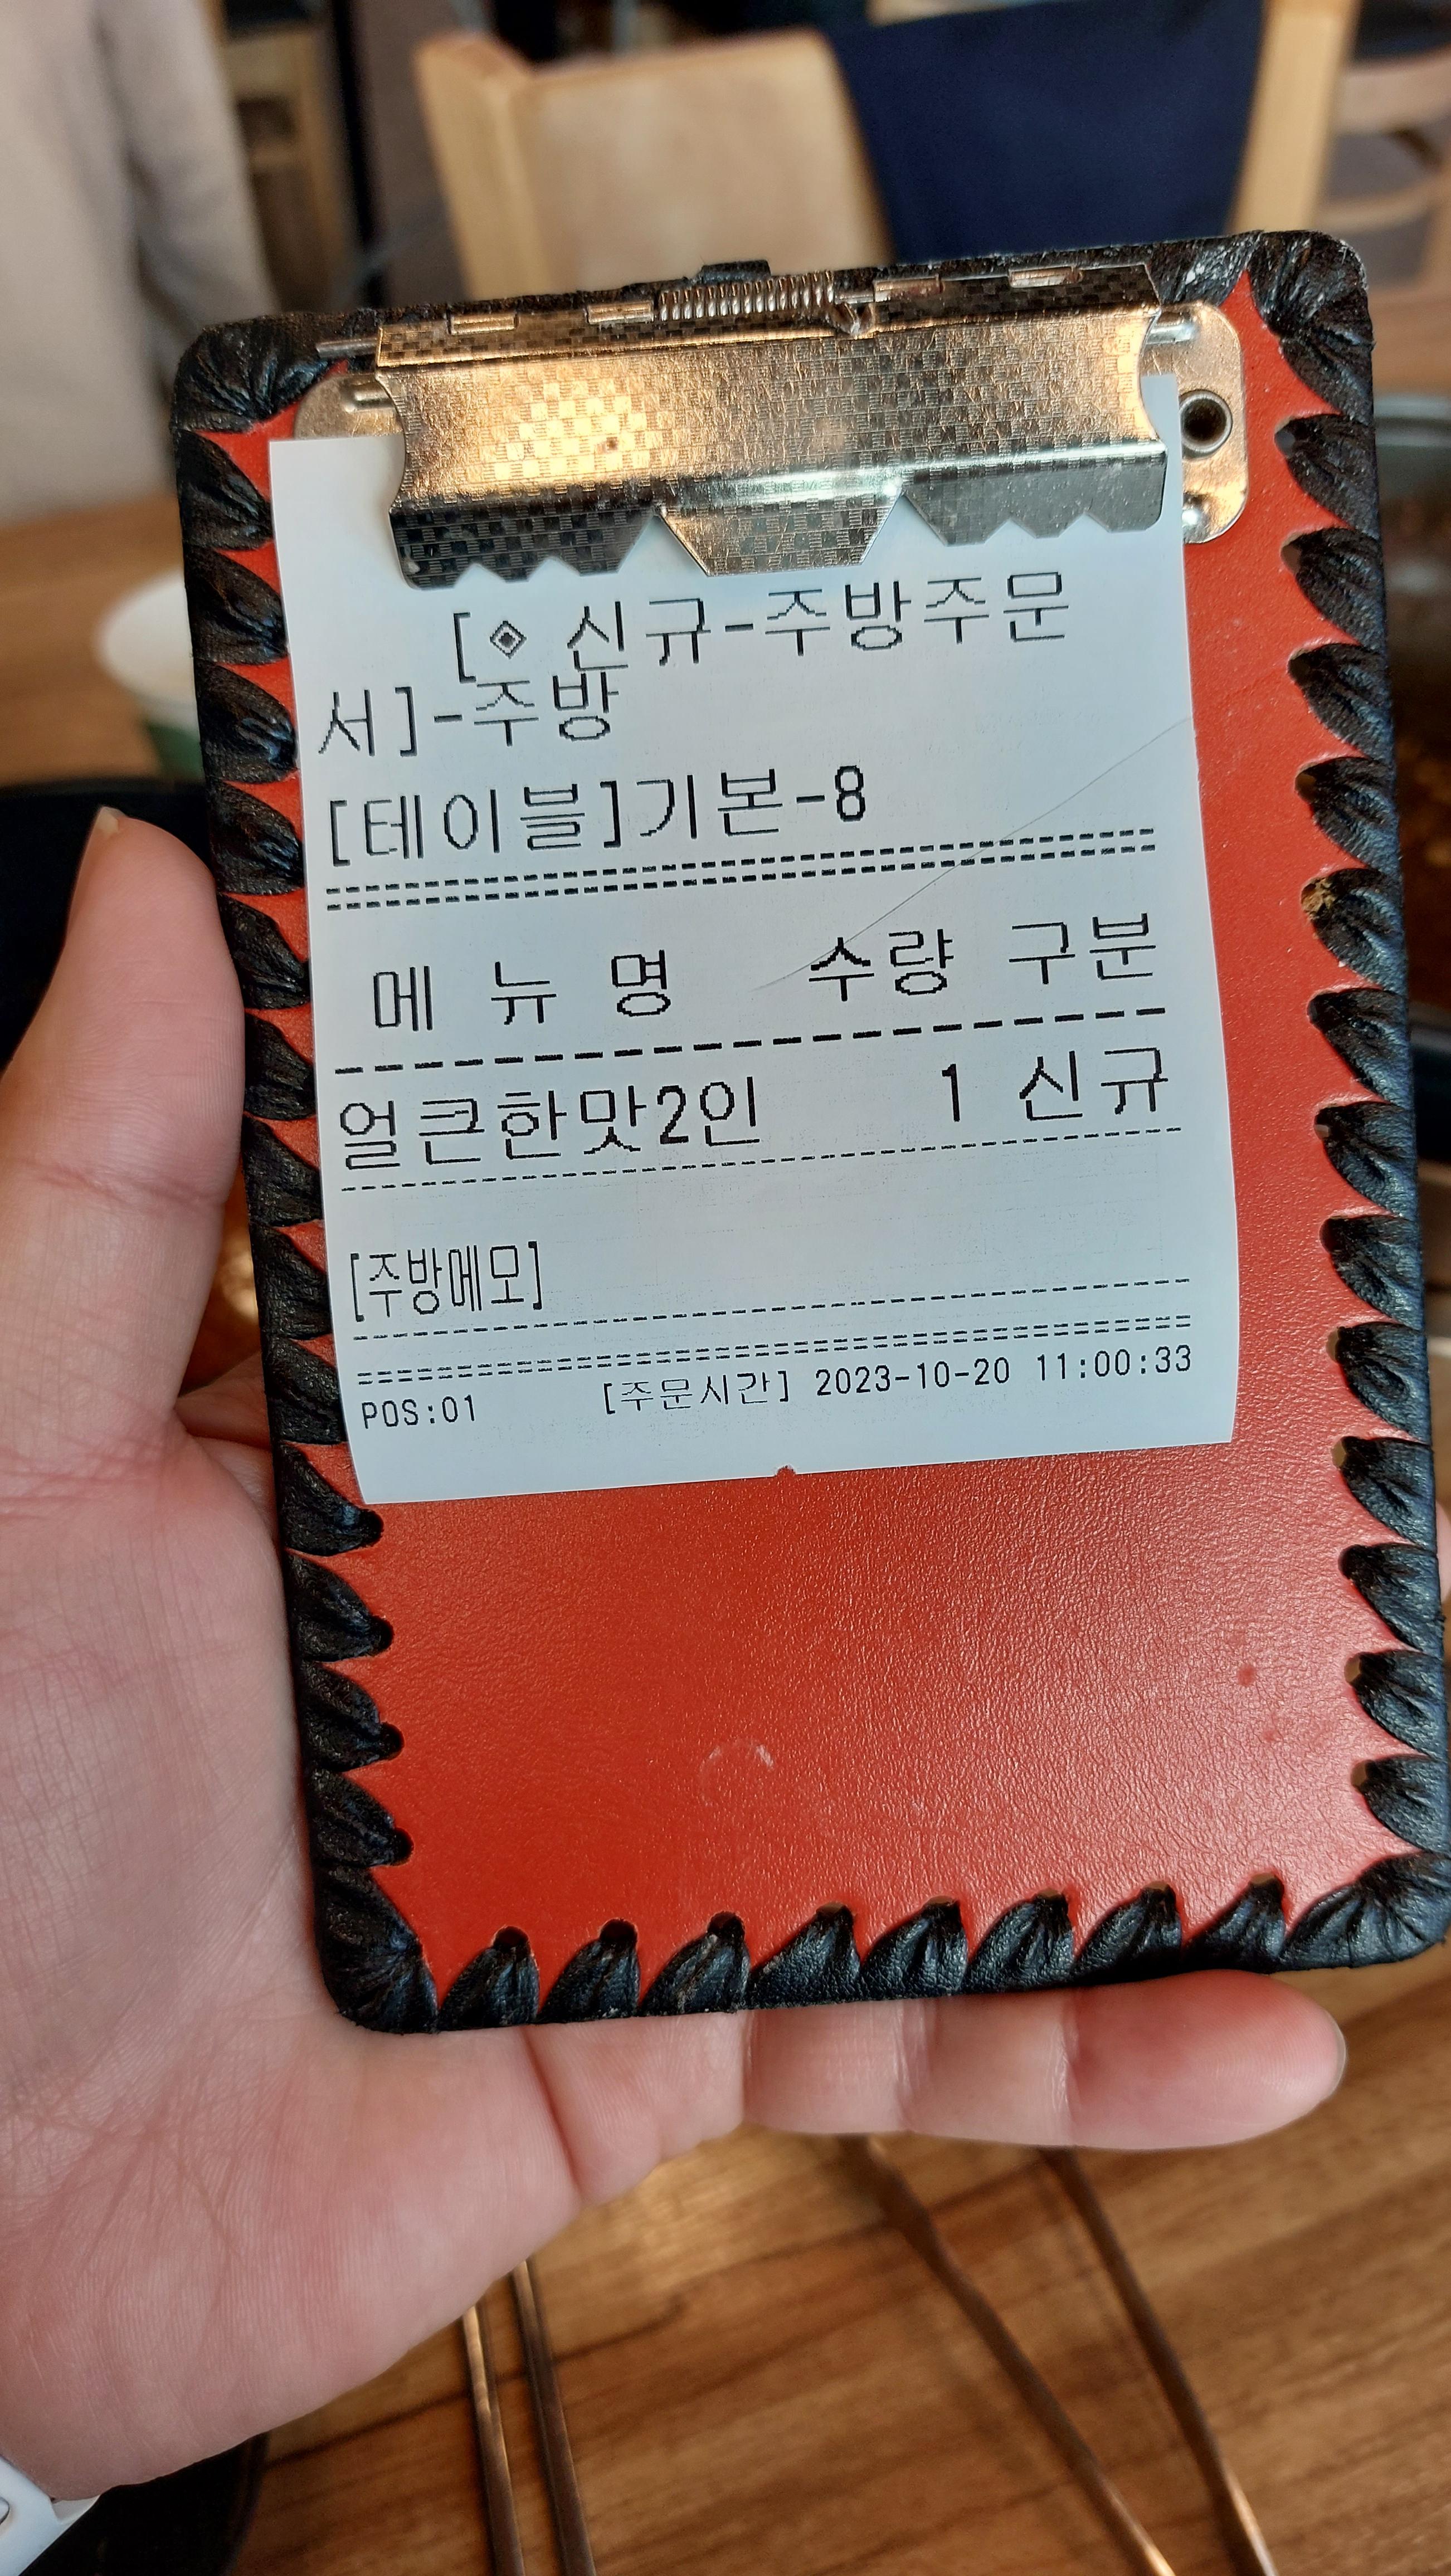 [◈ 신규-주방주문
서]-주방
[테이블]기본-8
메 뉴 명 수량 구분
얼큰한맛2인 1 신규
[주방메모]
POS:01 [주문시간] 2023-10-20 11:00:33